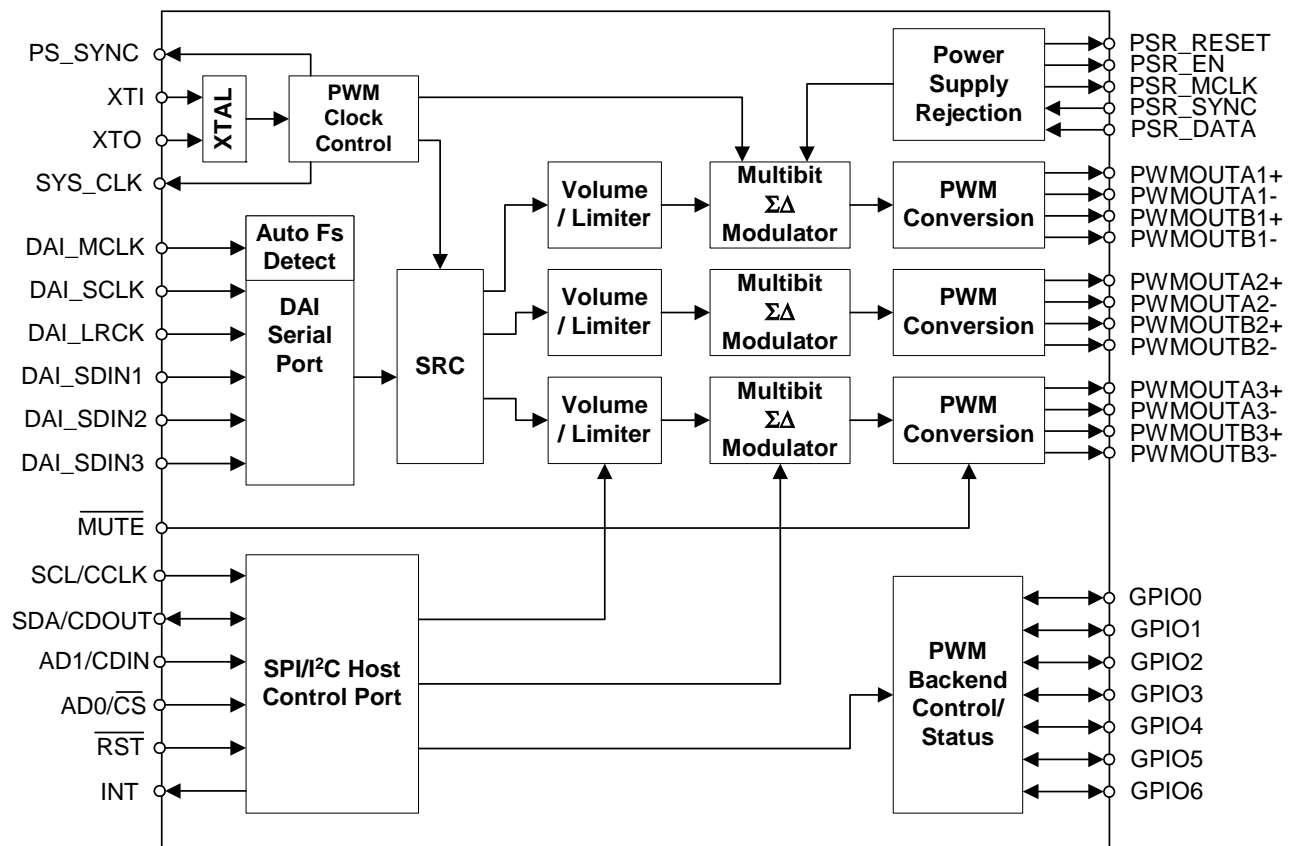 PS_SYNC
XTI
XTO
SYS_CLK
XTAL
PWM
Clock
Control
Power
Supply
Rejection
PSR_RESET
PSR_EN
PSR_MCLK
PSR_SYNC
PSR_DATA
DAI_MCLK
DAI_SCLK
DAI_LRCK
DAI_SDIN1
DAI_SDIN2
DAI_SDIN3
Auto Fs
Detect
DAI
Serial
Port
SRC
Volume
/ Limiter
Multibit
ΣΔ
Modulator
PWM
Conversion
PWMOUTA1+
PWMOUTA1-
PWMOUTB1+
PWMOUTB1-
Volume
/ Limiter
Multibit
ΣΔ
Modulator
PWM
Conversion
PWMOUTA2+
PWMOUTA2-
PWMOUTB2+
PWMOUTB2-
Volume
/ Limiter
Multibit
ΣΔ
Modulator
PWM
Conversion
PWMOUTA3+
PWMOUTA3-
PWMOUTB3+
PWMOUTB3-
MUTE
SCL/CCLK
SDA/CDOUT
AD1/CDIN
AD0/CS
RST
INT
SPI/I²C Host
Control Port
PWM
Backend
Control/
Status
GPIO0
GPIO1
GPIO2
GPIO3
GPIO4
GPIO5
GPIO6